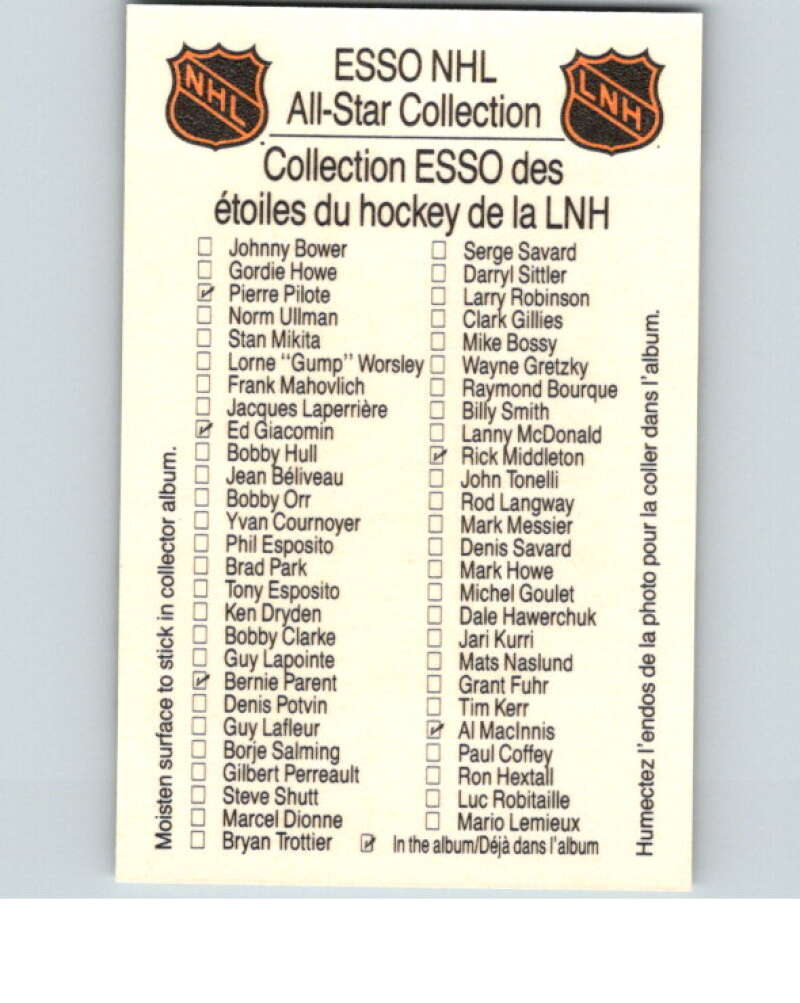 NHL
ESSO NHL
All-Star Collection
LNH
Collection ESSO des
étoiles du hockey de la LNH
Johnny Bower
Gordie Howe
Pierre Pilote
Norm Ullman
Stan Mikita
Lorne "Gump" Worsley
Frank Mahovlich
Jacques Laperrière
Ed Giacomin
Bobby Hull
Jean Béliveau
Bobby Orr
Yvan Cournoyer
Phil Esposito
Brad Park
Tony Esposito
Ken Dryden
Bobby Clarke
Guy Lapointe
Bernie Parent
Denis Potvin
Guy Lafleur
Borje Salming
Gilbert Perreault
Steve Shutt
Marcel Dionne
Bryan Trottier
Serge Savard
Darryl Sittler
Larry Robinson
Clark Gillies
Mike Bossy
Wayne Gretzky
Raymond Bourque
Billy Smith
Lanny McDonald
Rick Middleton
John Tonelli
Rod Langway
Mark Messier
Denis Savard
Mark Howe
Michel Goulet
Dale Hawerchuk
Jari Kurri
Mats Naslund
Grant Fuhr
Tim Kerr
Al MacInnis
Paul Coffey
Ron Hextall
Luc Robitaille
Mario Lemieux
In the album/Déjà dans l'album
Moisten surface to stick in collector album.
Humectez l'endos de la photo pour la coller dans l'album.